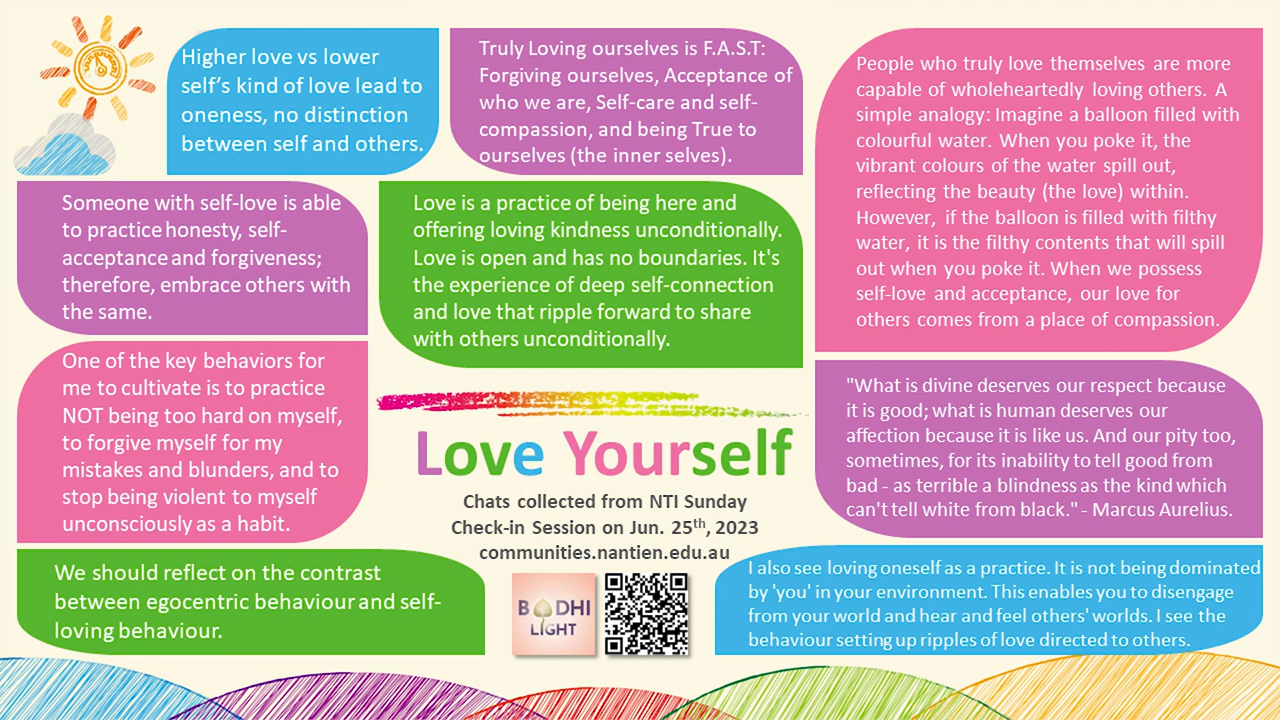 Higher love vs lower
self's kind of love lead to
oneness, no distinction
between self and others.
Truly Loving ourselves is F.A.S.T:
Forgiving ourselves, Acceptance of
who we are, Self-care and self-
compassion, and being True to
ourselves (the inner selves).
People who truly love themselves are more
capable of wholeheartedly loving others. A
simple analogy: Imagine a balloon filled with
colourful water. When you poke it, the
vibrant colours of the water spill out,
reflecting the beauty (the love) within.
However, if the balloon is filled with filthy
water, it is the filthy contents that will spill
out when you poke it. When we possess
self-love and acceptance, our love for
others comes from a place of compassion.
Someone with self-love is able
to practice honesty, self-
acceptance and forgiveness;
therefore, embrace others with
the same.
Love is a practice of being here and
offering loving kindness unconditionally.
Love is open and has no boundaries. It's
the experience of deep self-connection
and love that ripple forward to share
with others unconditionally.
One of the key behaviors for
me to cultivate is to practice
NOT being too hard on myself,
to forgive myself for my
mistakes and blunders, and to
stop being violent to myself
unconsciously as a habit.
"What is divine deserves our respect because
it is good; what is human deserves our
affection because it is like us. And our pity too,
sometimes, for its inability to tell good from
bad - as terrible a blindness as the kind which
can't tell white from black." - Marcus Aurelius.
Love Yourself
Chats collected from NTI Sunday
Check-in Session on Jun. 25th, 2023
communities.nantien.edu.au
We should reflect on the contrast
between egocentric behaviour and self-
loving behaviour.
BODHI
LIGHT
I also see loving oneself as a practice. It is not being dominated
by 'you' in your environment. This enables you to disengage
from your world and hear and feel others' worlds. I see the
behaviour setting up ripples of love directed to others.